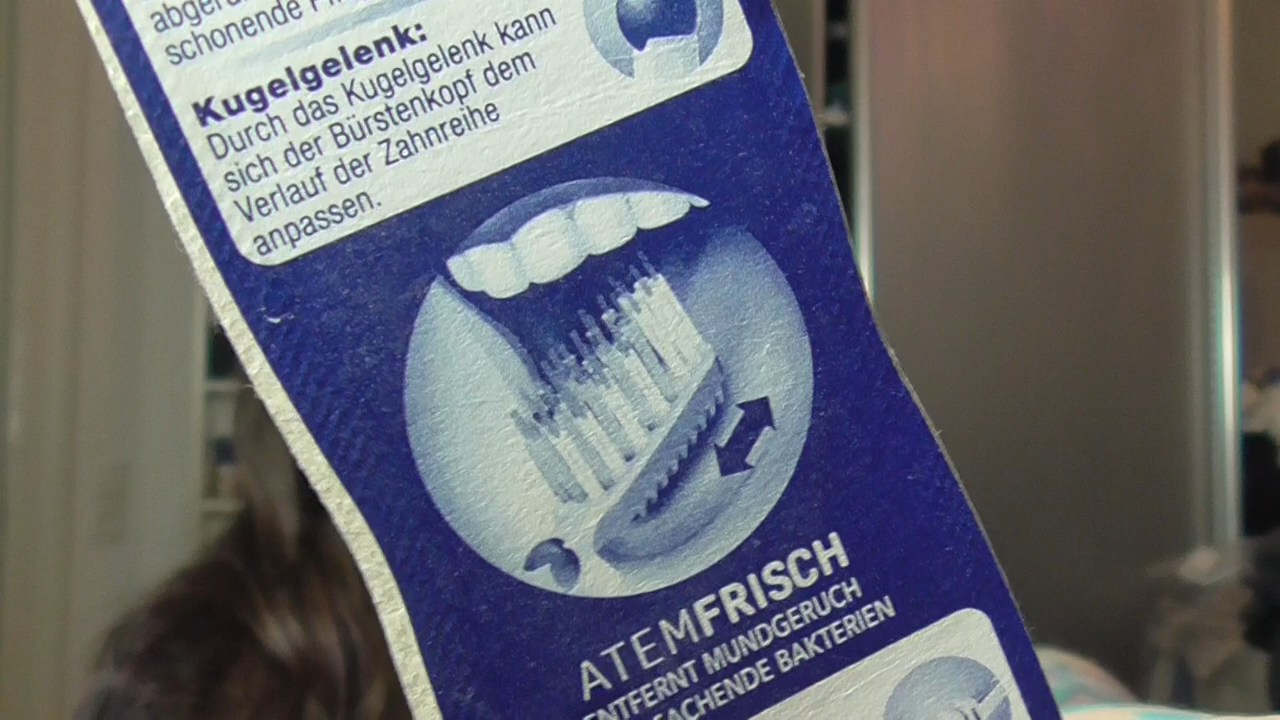 schonende
Kugelgelenk:
Durch das Kugelgelenk kann
sich der Bürstenkopf dem
Verlauf der Zahnreihe
anpassen.
ATEMFRISCH
ENTFERNT MUNDGERUCH
BAKTERIEN